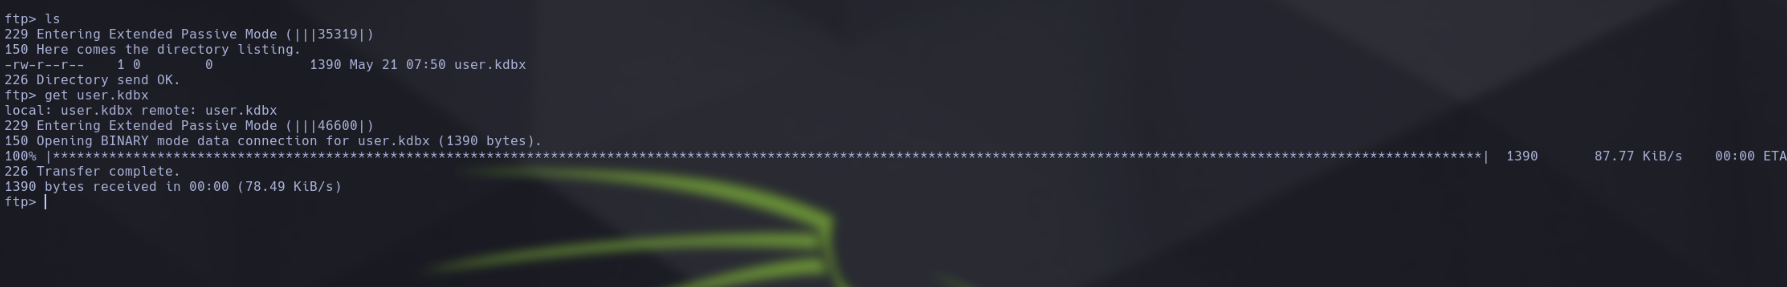 ftp> ls
229 Entering Extended Passive Mode (|||35319|)
150 Here comes the directory listing.
-rw-r--r--    1 0        0            1390 May 21 07:50 user.kdbx
226 Directory send OK.
ftp> get user.kdbx
local: user.kdbx remote: user.kdbx
229 Entering Extended Passive Mode (|||46600|)
150 Opening BINARY mode data connection for user.kdbx (1390 bytes).
100% |**********************************************************************************************************************************************************************************|  1390       87.77 KiB/s    00:00 ETA
226 Transfer complete.
1390 bytes received in 00:00 (78.49 KiB/s)
ftp>